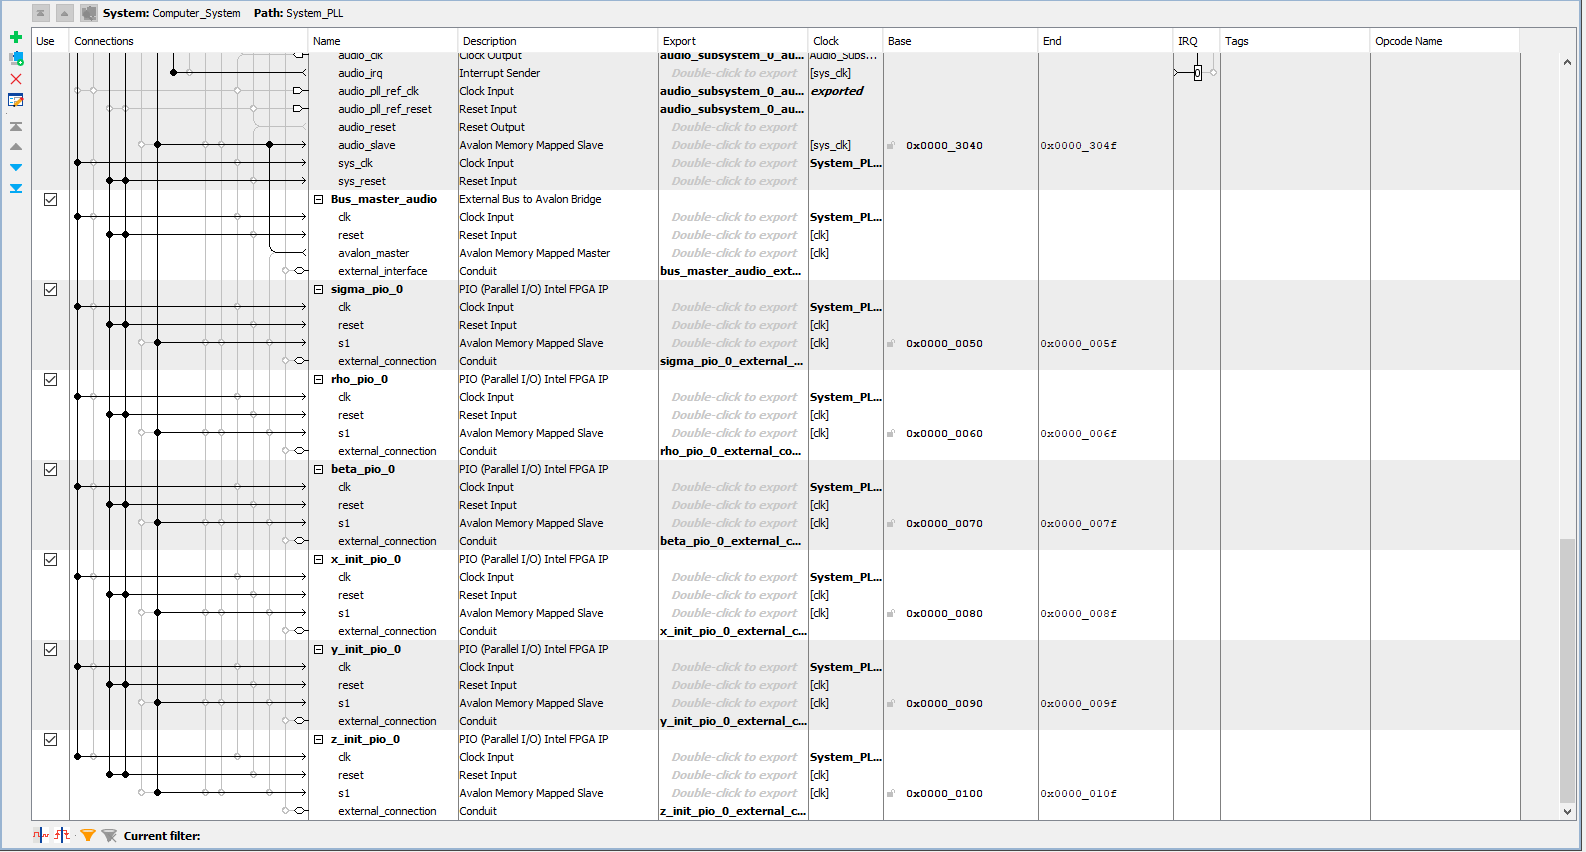 System: Computer_System Path: System_PLL
Use Connections Name Description Export Clock Base End IRQ Tags Opcode Name
audio_clk Clock Output audio_subsystem_0_au... Audio_Subs...
audio_irq Interrupt Sender Double-click to export [sys_clk]
audio_pll_ref_clk Clock Input audio_subsystem_0_au... exported
audio_pll_ref_reset Reset Input audio_subsystem_0_au...
audio_reset Reset Output Double-click to export
audio_slave Avalon Memory Mapped Slave Double-click to export [sys_clk] 0x0000_3040 0x0000_304f
sys_clk Clock Input Double-click to export System_PL...
sys_reset Reset Input Double-click to export
Bus_master_audio External Bus to Avalon Bridge
clk Clock Input Double-click to export System_PL...
reset Reset Input Double-click to export [clk]
avalon_master Avalon Memory Mapped Master Double-click to export [clk]
external_interface Conduit bus_master_audio_ext...
sigma_pio_0 PIO (Parallel I/O) Intel FPGA IP
clk Clock Input Double-click to export System_PL...
reset Reset Input Double-click to export [clk]
s1 Avalon Memory Mapped Slave Double-click to export [clk] 0x0000_0050 0x0000_005f
external_connection Conduit sigma_pio_0_external_...
rho_pio_0 PIO (Parallel I/O) Intel FPGA IP
clk Clock Input Double-click to export System_PL...
reset Reset Input Double-click to export [clk]
s1 Avalon Memory Mapped Slave Double-click to export [clk] 0x0000_0060 0x0000_006f
external_connection Conduit rho_pio_0_external_co...
beta_pio_0 PIO (Parallel I/O) Intel FPGA IP
clk Clock Input Double-click to export System_PL...
reset Reset Input Double-click to export [clk]
s1 Avalon Memory Mapped Slave Double-click to export [clk] 0x0000_0070 0x0000_007f
external_connection Conduit beta_pio_0_external_c...
x_init_pio_0 PIO (Parallel I/O) Intel FPGA IP
clk Clock Input Double-click to export System_PL...
reset Reset Input Double-click to export [clk]
s1 Avalon Memory Mapped Slave Double-click to export [clk] 0x0000_0080 0x0000_008f
external_connection Conduit x_init_pio_0_external_c...
y_init_pio_0 PIO (Parallel I/O) Intel FPGA IP
clk Clock Input Double-click to export System_PL...
reset Reset Input Double-click to export [clk]
s1 Avalon Memory Mapped Slave Double-click to export [clk] 0x0000_0090 0x0000_009f
external_connection Conduit y_init_pio_0_external_c...
z_init_pio_0 PIO (Parallel I/O) Intel FPGA IP
clk Clock Input Double-click to export System_PL...
reset Reset Input Double-click to export [clk]
s1 Avalon Memory Mapped Slave Double-click to export [clk] 0x0000_0100 0x0000_010f
external_connection Conduit z_init_pio_0_external_c...
Current filter: